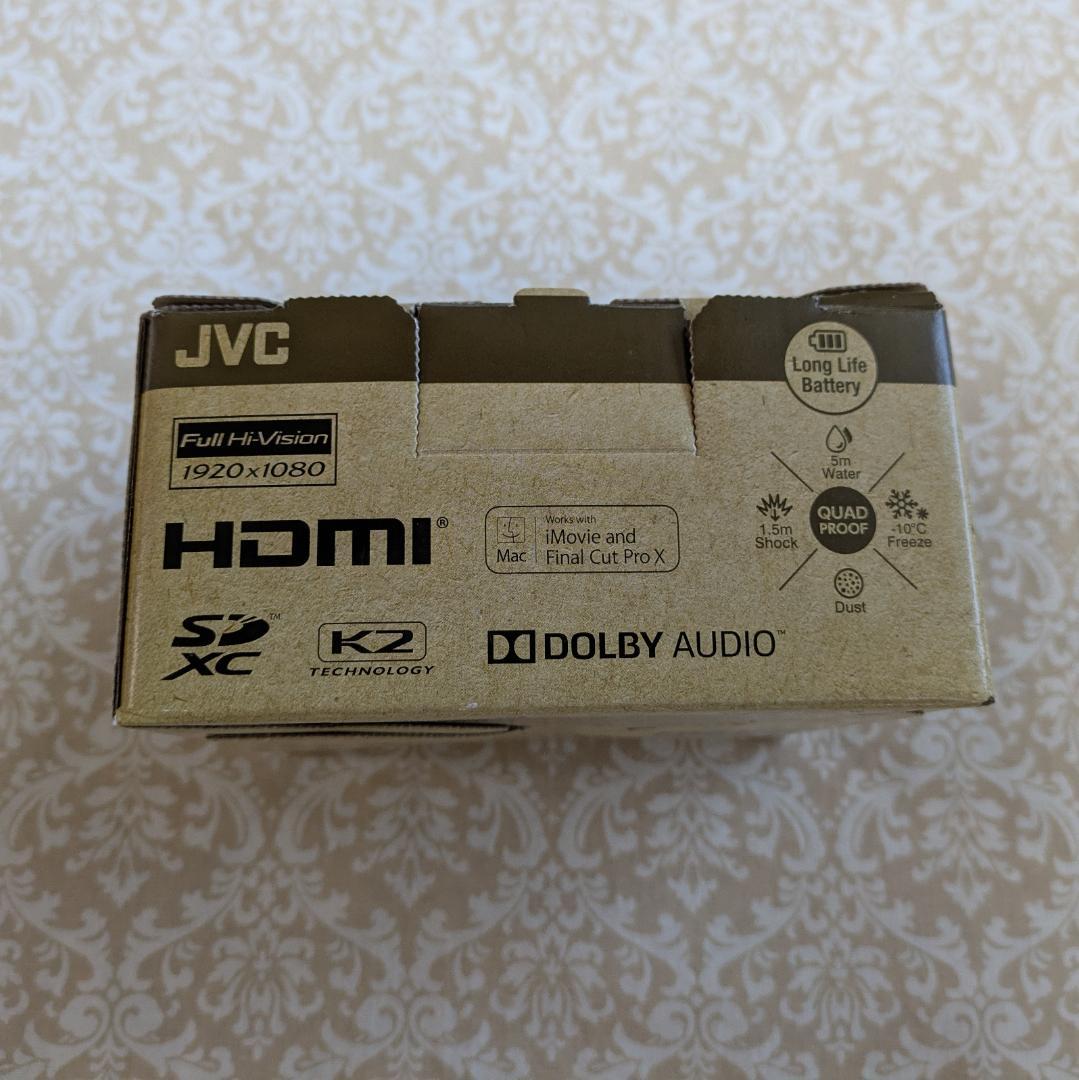 JVC
Long Life
Battery
Full Hi-Vision
1920x1080
5m
Water
HDMI®
Mac
Works with
iMovie and
Final Cut Pro X
1.5m
Shock
QUAD
PROOF
-10°C
Freeze
Dust
SD™
XC
K2
TECHNOLOGY
DOLBY AUDIO™